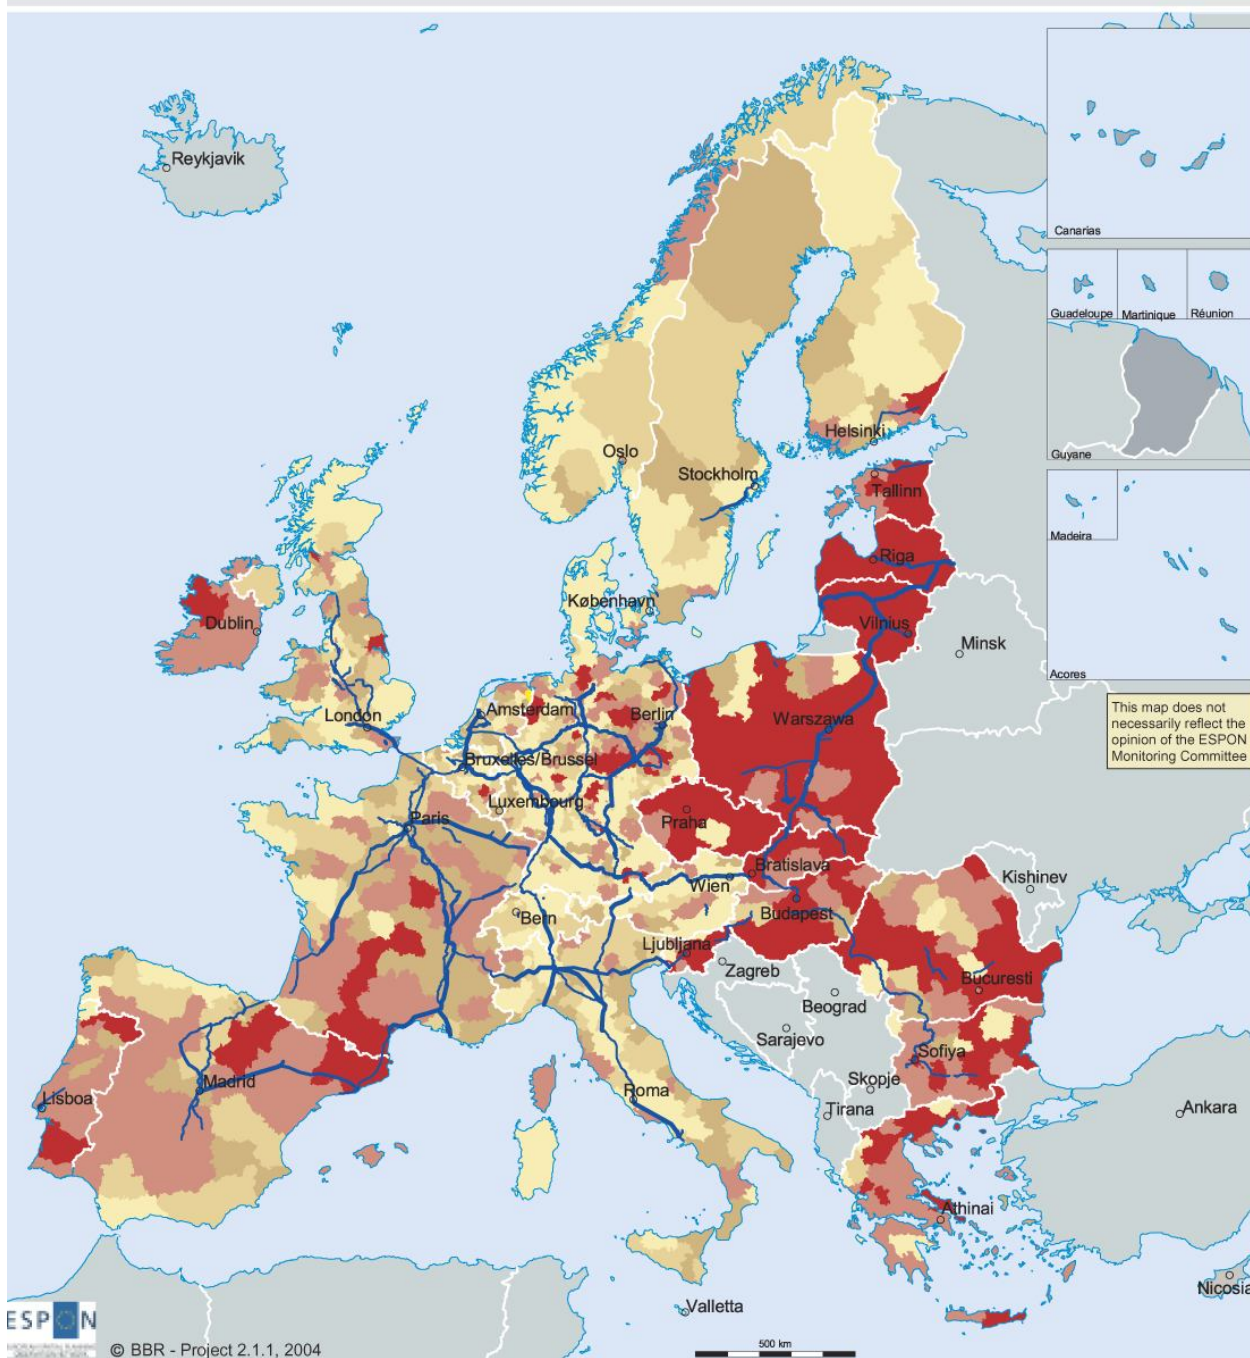 Reykjavik
Canarias
Guadeloupe
Martinique
Réunion
Guyane
Madeira
Acores
Oslo
Helsinki
Stockholm
Tallinn
Riga
København
Vilnius
Dublin
Minsk
This map does not
necessarily reflect the
opinion of the ESPON
Monitoring Committee
London
Amsterdam
Berlin
Warszawa
Bruxelles/Brussel
Luxembourg
Paris
Praha
Bratislava
Wien
Kishinev
Bern
Budapest
Ljubljana
Zagreb
Bucuresti
Beograd
Sarajevo
Sofiya
Madrid
Skopje
Lisboa
Roma
Tirana
Ankara
Athinai
Nicosia
Valletta
ESPON
500 km
© BBR - Project 2.1.1, 2004